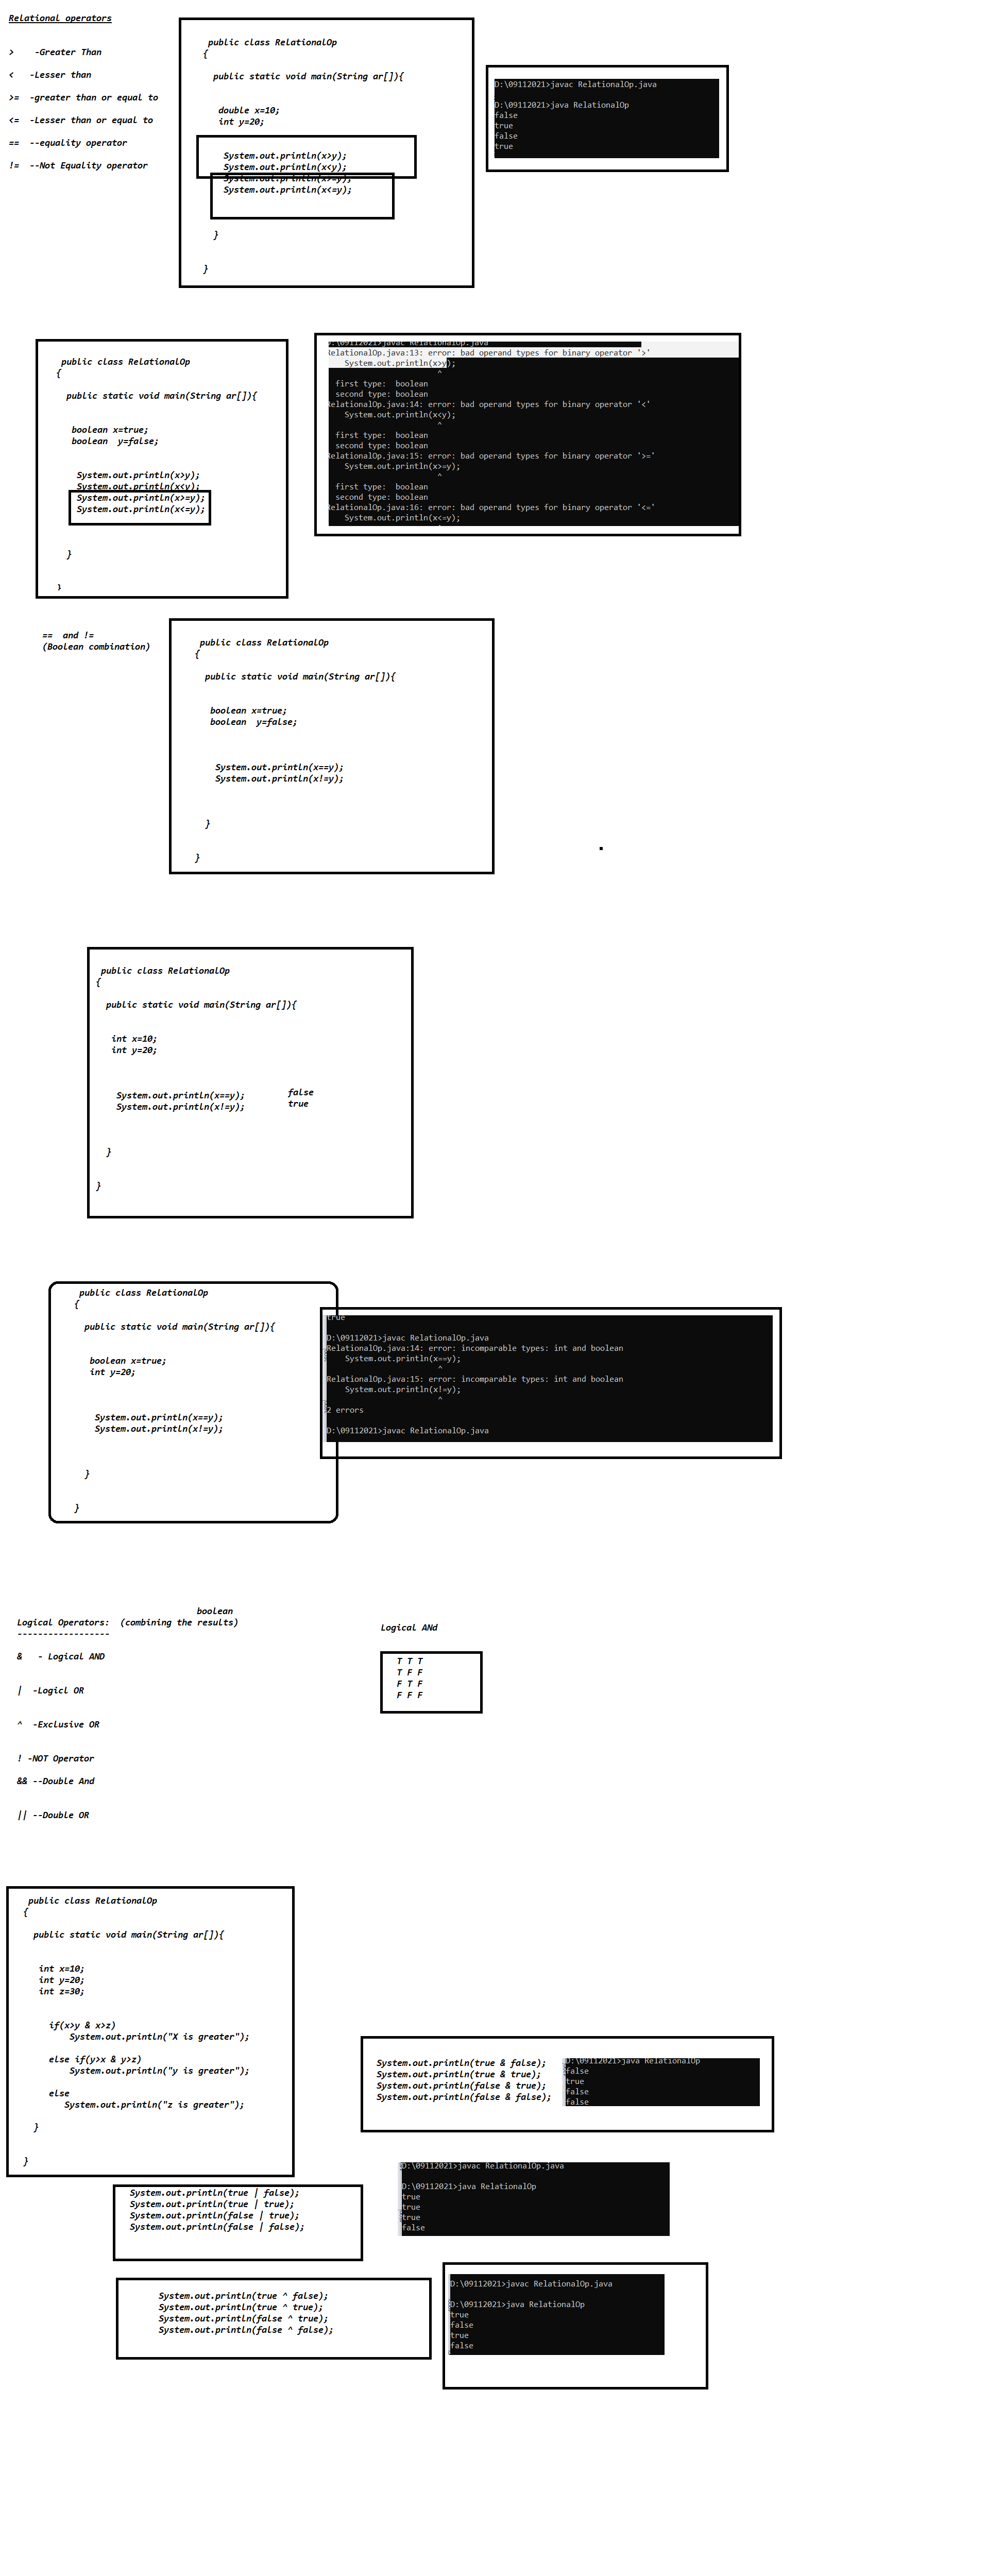 Relational operators
>    -Greater Than
<   -Lesser than
>=  -greater than or equal to
<=  -Lesser than or equal to
==  --equality operator
!=  --Not Equality operator
public class RelationalOp
{
public static void main(String ar[]){
double x=10;
int y=20;
System.out.println(x>y);
System.out.println(x<y);
System.out.println(x>=y);
System.out.println(x<=y);
}
}
D:\09112021>javac RelationalOp.java
D:\09112021>java RelationalOp
false
true
false
true
public class RelationalOp
{
public static void main(String ar[]){
boolean x=true;
boolean  y=false;
System.out.println(x>y);
System.out.println(x<y);
System.out.println(x>=y);
System.out.println(x<=y);
}
}
D:\09112021>javac RelationalOp.java
RelationalOp.java:13: error: bad operand types for binary operator '>'
System.out.println(x>y);
^
first type:  boolean
second type: boolean
RelationalOp.java:14: error: bad operand types for binary operator '<'
System.out.println(x<y);
^
first type:  boolean
second type: boolean
RelationalOp.java:15: error: bad operand types for binary operator '>='
System.out.println(x>=y);
^
first type:  boolean
second type: boolean
RelationalOp.java:16: error: bad operand types for binary operator '<='
System.out.println(x<=y);
==  and !=
(Boolean combination)
public class RelationalOp
{
public static void main(String ar[]){
boolean x=true;
boolean  y=false;
System.out.println(x==y);
System.out.println(x!=y);
}
}
public class RelationalOp
{
public static void main(String ar[]){
int x=10;
int y=20;
System.out.println(x==y);        false
System.out.println(x!=y);        true
}
}
public class RelationalOp
{
public static void main(String ar[]){
boolean x=true;
int y=20;
System.out.println(x==y);
System.out.println(x!=y);
}
}
true
D:\09112021>javac RelationalOp.java
RelationalOp.java:14: error: incomparable types: int and boolean
System.out.println(x==y);
^
RelationalOp.java:15: error: incomparable types: int and boolean
System.out.println(x!=y);
^
2 errors
D:\09112021>javac RelationalOp.java
boolean
Logical Operators:  (combining the results)
------------------
&   - Logical AND
|  -Logicl OR
^  -Exclusive OR
! -NOT Operator
&& --Double And
|| --Double OR
Logical ANd
T T T
T F F
F T F
F F F
public class RelationalOp
{
public static void main(String ar[]){
int x=10;
int y=20;
int z=30;
if(x>y & x>z)
System.out.println("X is greater");
else if(y>x & y>z)
System.out.println("y is greater");
else
System.out.println("z is greater");
}
}
System.out.println(true & false);
System.out.println(true & true);
System.out.println(false & true);
System.out.println(false & false);
D:\09112021>java RelationalOp
false
true
false
false
System.out.println(true | false);
System.out.println(true | true);
System.out.println(false | true);
System.out.println(false | false);
D:\09112021>javac RelationalOp.java
D:\09112021>java RelationalOp
true
true
true
false
System.out.println(true ^ false);
System.out.println(true ^ true);
System.out.println(false ^ true);
System.out.println(false ^ false);
D:\09112021>javac RelationalOp.java
D:\09112021>java RelationalOp
true
false
true
false